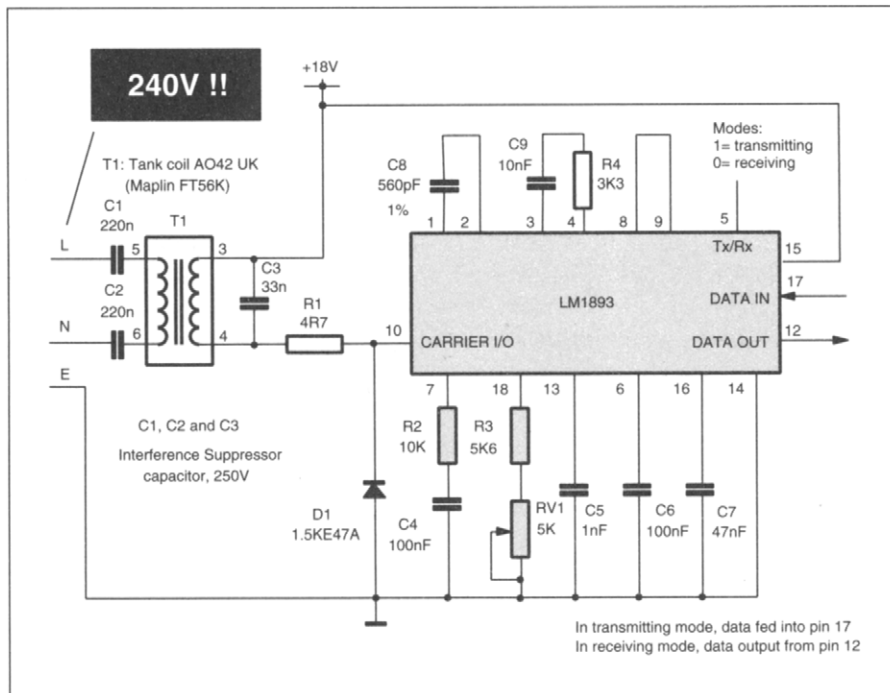 240V !!
+18V
T1: Tank coil AO42 UK
(Maplin FT56K)
Modes:
1= transmitting
0= receiving
C1
220n
T1
L
5
3
C2
220n
N
6
4
E
C3
33n
R1
4R7
C8
560pF
1%
C9
10nF
R4
3K3
1
2
3
4
8
9
5
15
Tx/Rx
17
LM1893
DATA IN
10
CARRIER I/O
DATA OUT
12
7
18
13
6
16
14
C1, C2 and C3
Interference Suppressor
capacitor, 250V
R2
10K
R3
5K6
D1
1.5KE47A
C4
100nF
RV1
5K
C5
1nF
C6
100nF
C7
47nF
In transmitting mode, data fed into pin 17
In receiving mode, data output from pin 12